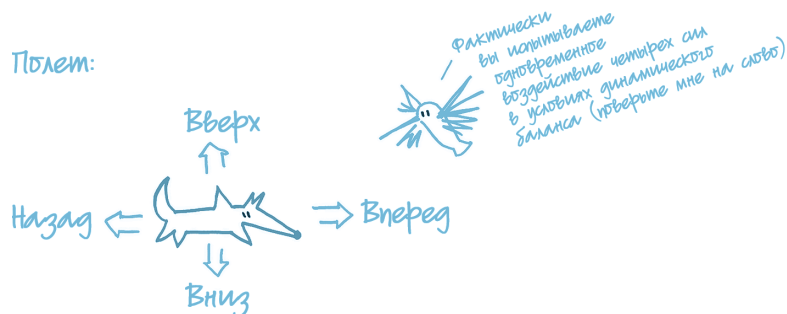 Полет:
Фактически
вы испытываете
одновременное
воздействие четырех сил
в условиях динамического
баланса (поверьте мне на слово)
Вверх
Назад
Вперед
Вниз